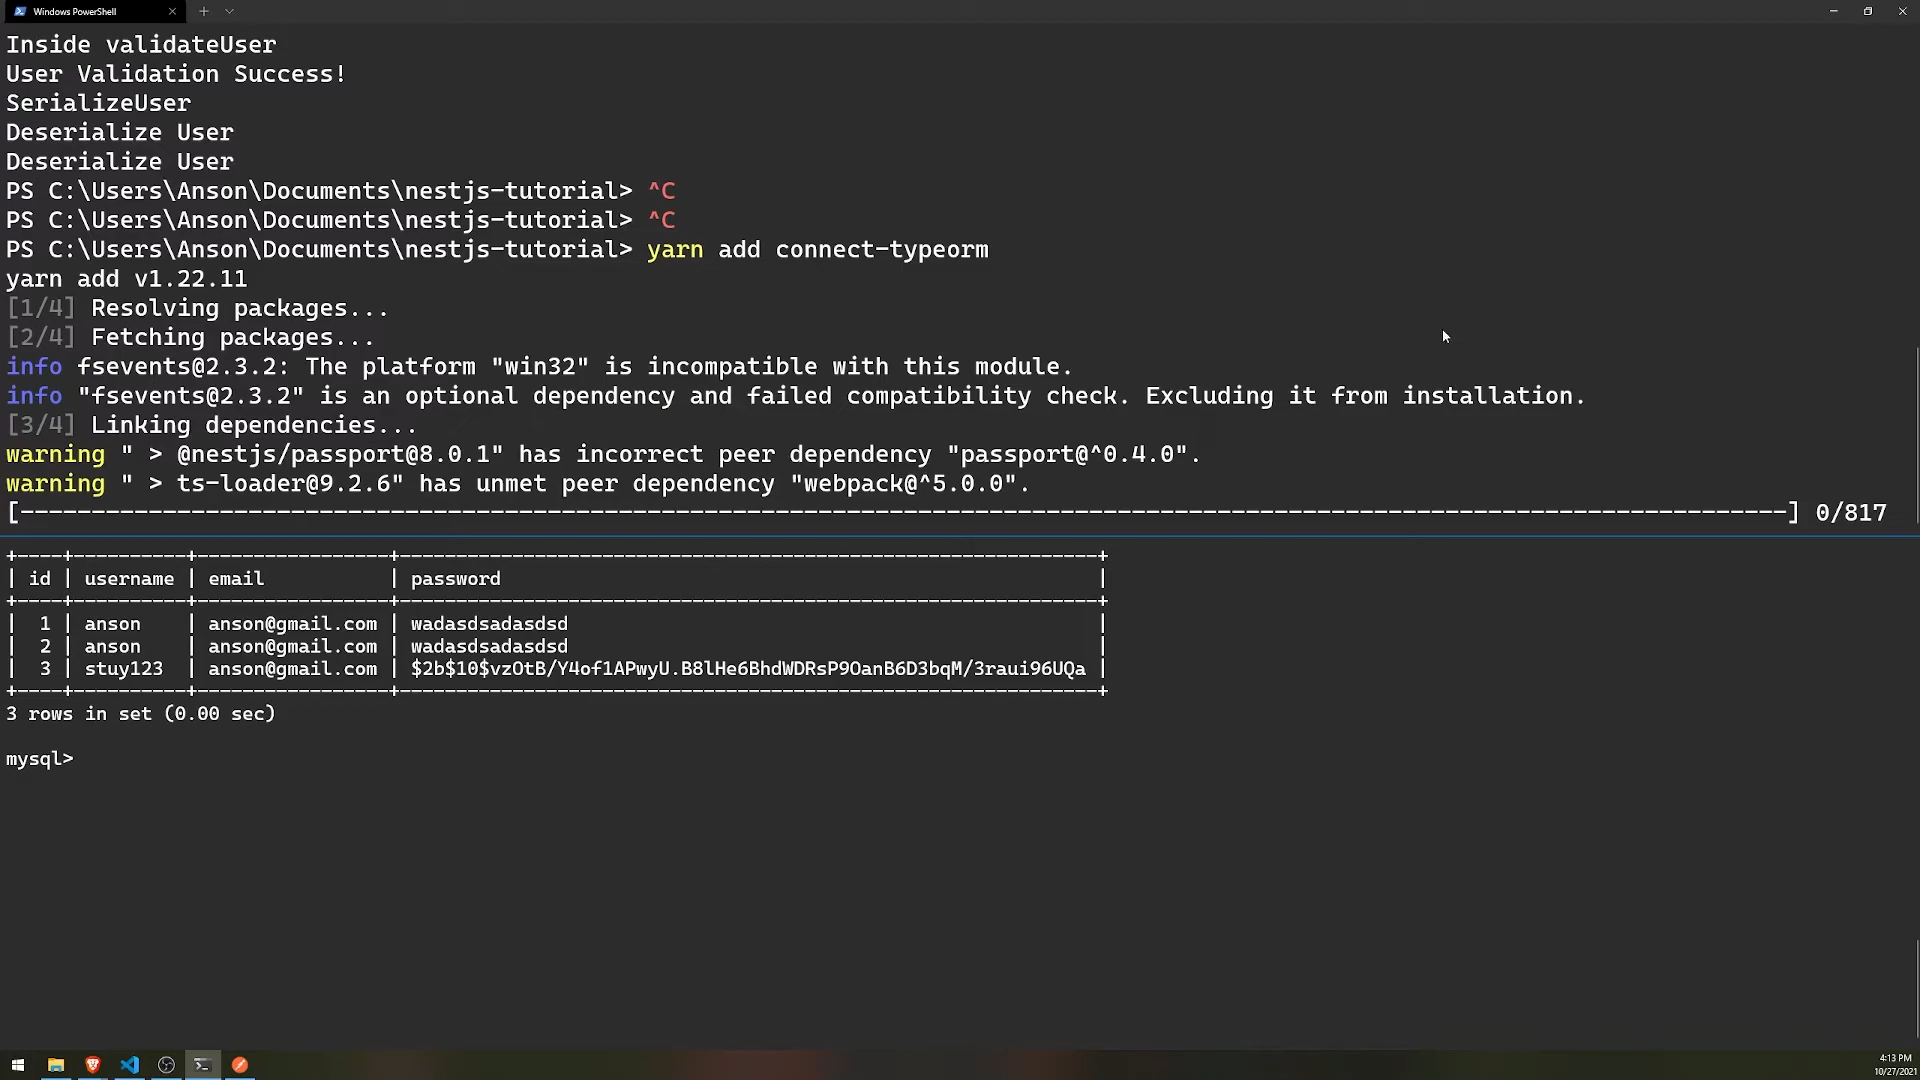 Windows PowerShell
Inside validateUser
User Validation Success!
SerializeUser
Deserialize User
Deserialize User
PS C:\Users\Anson\Documents\nestjs-tutorial> ^C
PS C:\Users\Anson\Documents\nestjs-tutorial> ^C
PS C:\Users\Anson\Documents\nestjs-tutorial> yarn add connect-typeorm
yarn add v1.22.11
[1/4] Resolving packages...
[2/4] Fetching packages...
info fsevents@2.3.2: The platform "win32" is incompatible with this module.
info "fsevents@2.3.2" is an optional dependency and failed compatibility check. Excluding it from installation.
[3/4] Linking dependencies...
warning " > @nestjs/passport@8.0.1" has incorrect peer dependency "passport@^0.4.0".
warning " > ts-loader@9.2.6" has unmet peer dependency "webpack@^5.0.0".
[----------------------------------------------------------------------------------------------------------------------------] 0/817
+----+----------+-----------------+--------------------------------------------------------------+
| id | username | email           | password                                                     |
+----+----------+-----------------+--------------------------------------------------------------+
|  1 | anson    | anson@gmail.com | wadasdsadasdsd                                               |
|  2 | anson    | anson@gmail.com | wadasdsadasdsd                                               |
|  3 | stuy123  | anson@gmail.com | $2b$10$vzOtB/Y4of1APwyU.B8lHe6BhdWDRsP9OanB6D3bqM/3raui96UQa |
+----+----------+-----------------+--------------------------------------------------------------+
3 rows in set (0.00 sec)
mysql>
4:13 PM
10/27/2021